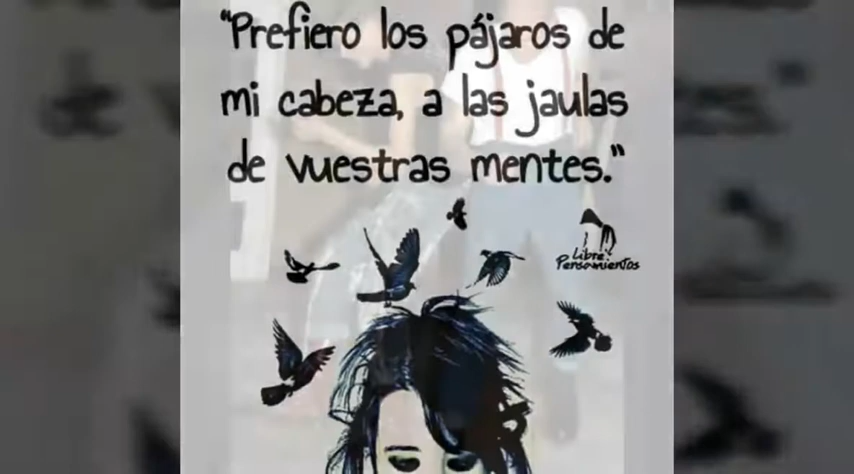 "Prefiero los pájaros de
mi cabeza, a las jaulas
de vuestras mentes."
Libre
Pensamientos